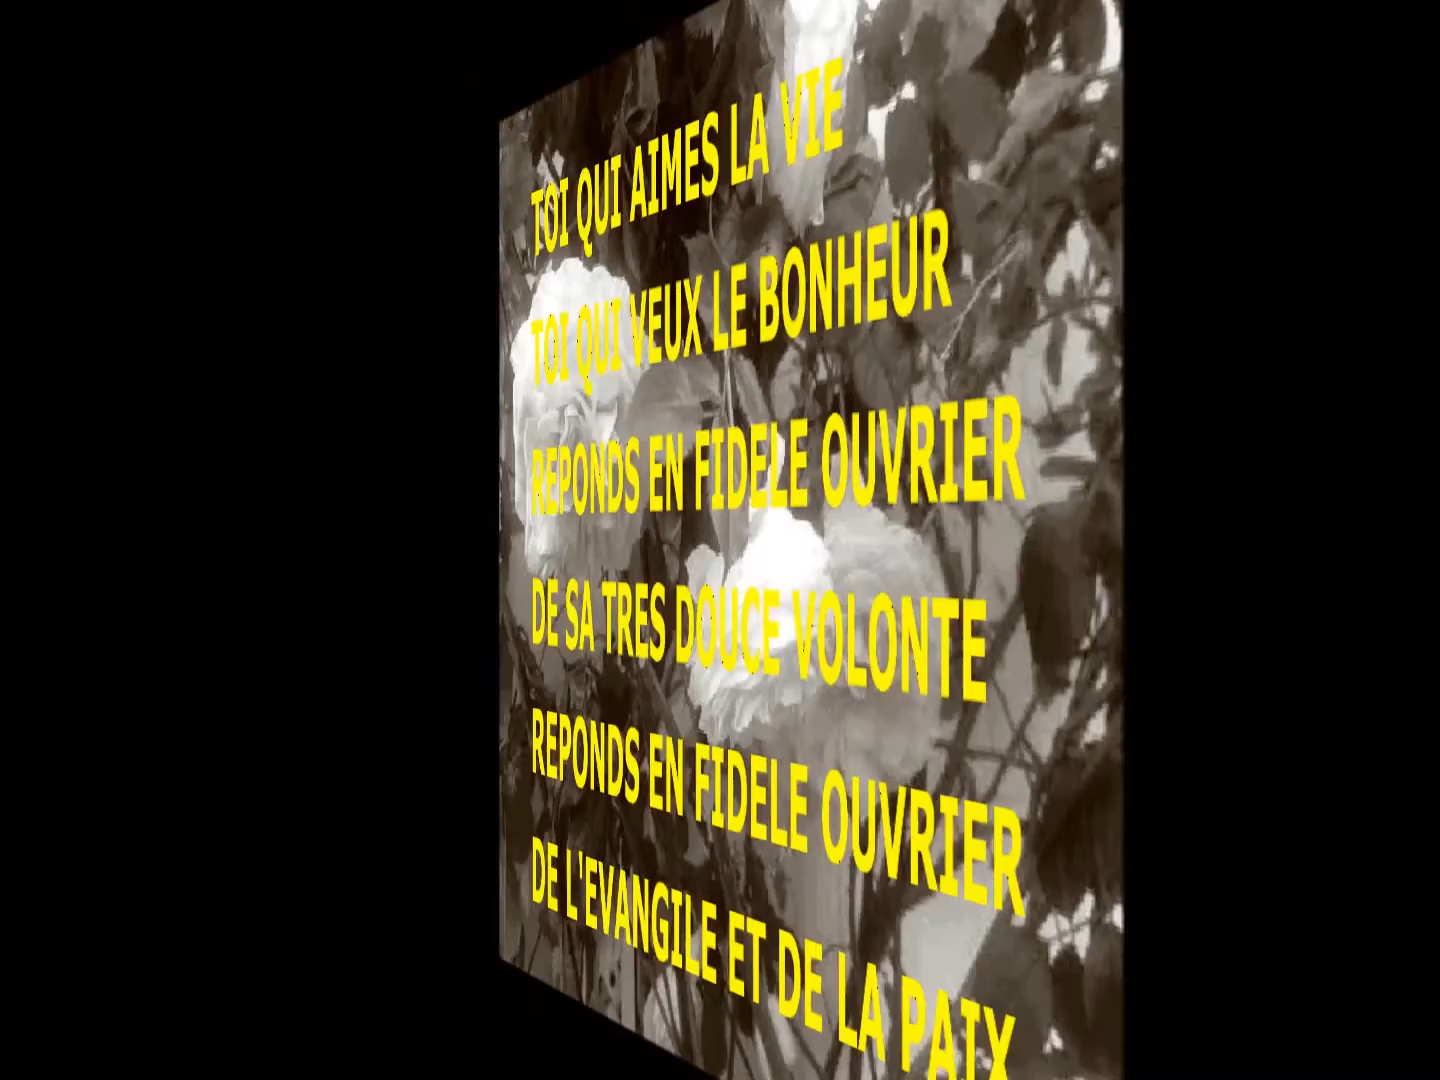 TOI QUI AIMES LA VIE
TOI QUI VEUX LE BONHEUR
REPONDS EN FIDELE OUVRIER
DE SA TRES DOUCE VOLONTE
REPONDS EN FIDELE OUVRIER
DE L'EVANGILE ET DE LA PAIX